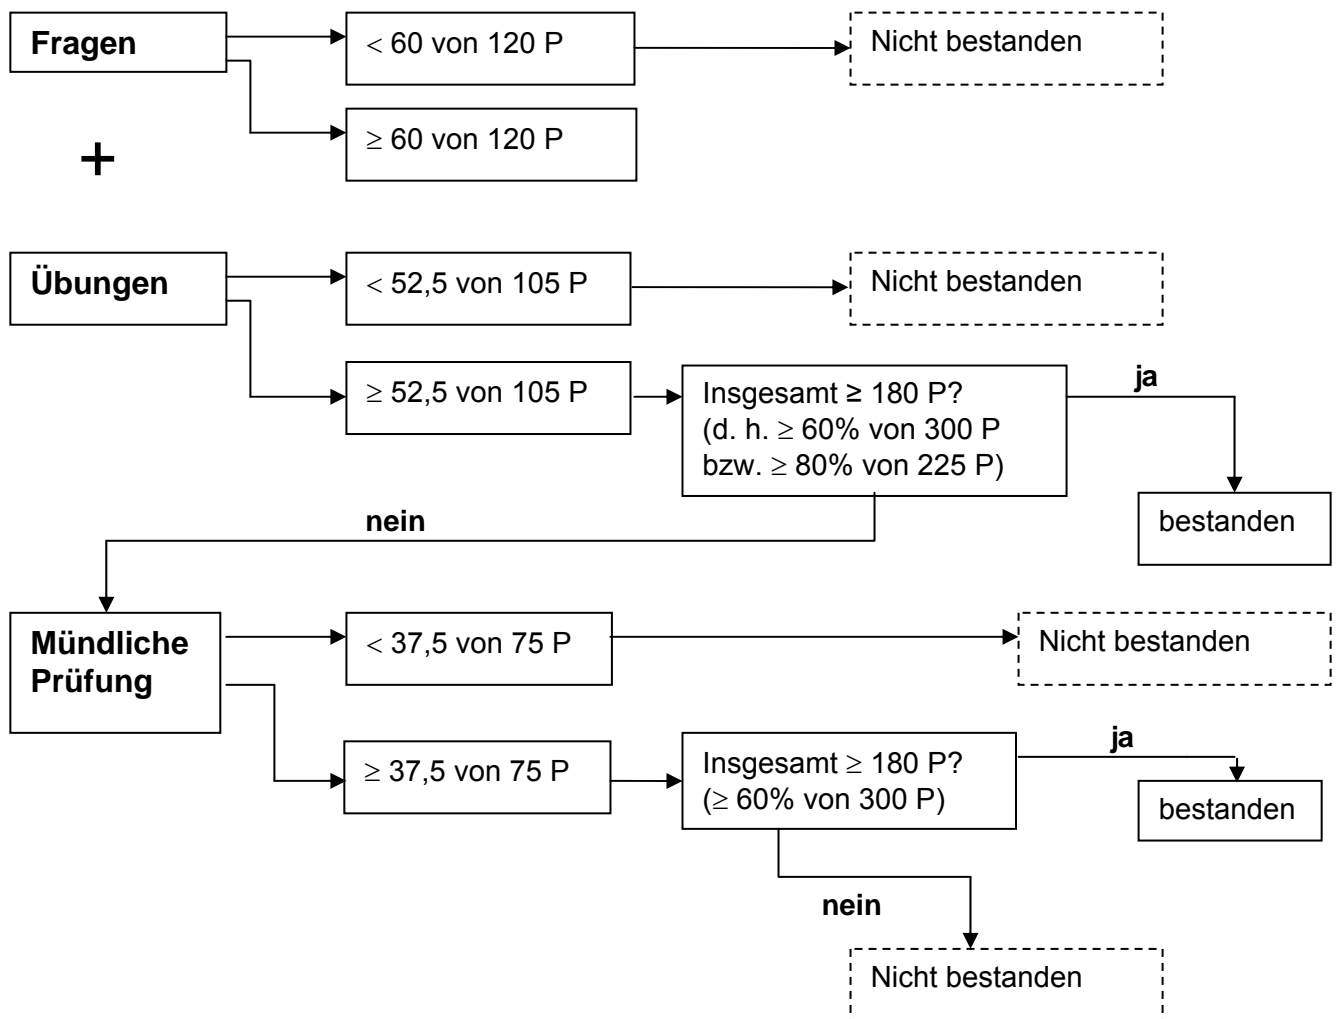 Fragen
< 60 von 120 P
Nicht bestanden
≥ 60 von 120 P
+
Übungen
< 52,5 von 105 P
Nicht bestanden
≥ 52,5 von 105 P
Insgesamt ≥ 180 P?
(d. h. ≥ 60% von 300 P
bzw. ≥ 80% von 225 P)
ja
bestanden
nein
Mündliche
Prüfung
< 37,5 von 75 P
Nicht bestanden
≥ 37,5 von 75 P
Insgesamt ≥ 180 P?
(≥ 60% von 300 P)
ja
bestanden
nein
Nicht bestanden